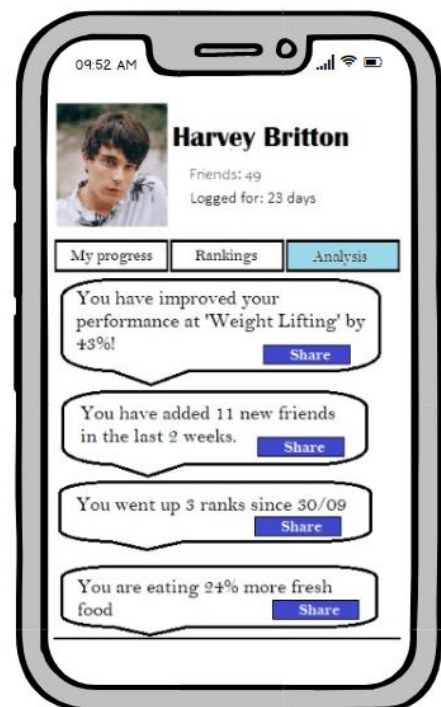 09:52 AM
Harvey Britton
Friends: 49
Logged for: 23 days
My progress Rankings Analysis
You have improved your
performance at 'Weight Lifting' by
43%!
Share
You have added 11 new friends
in the last 2 weeks.
Share
You went up 3 ranks since 30/09
Share
You are eating 24% more fresh
food
Share